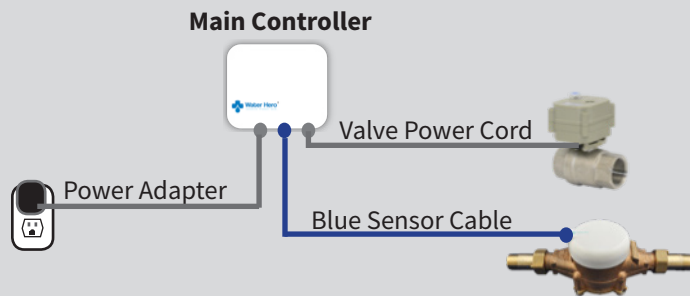 Main Controller
Water Hero
Valve Power Cord
Power Adapter
Blue Sensor Cable